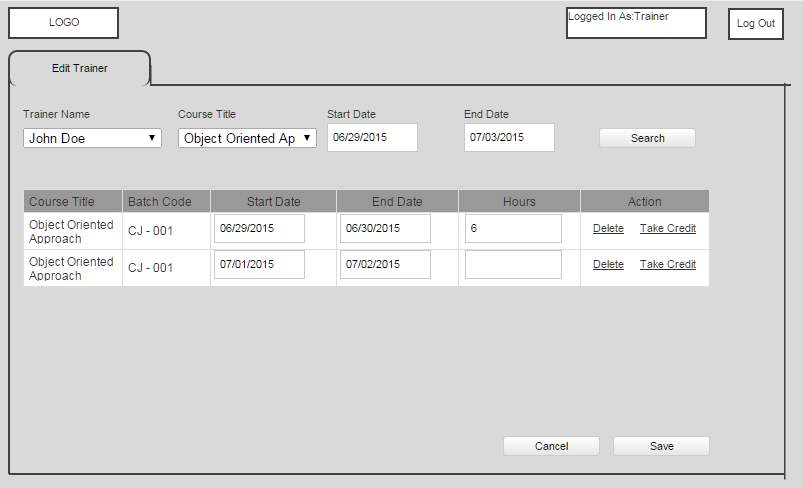 LOGO
Logged In As:Trainer
Log Out
Edit Trainer
Trainer Name Course Title Start Date End Date
John Doe Object Oriented Ap 06/29/2015 07/03/2015 Search
Course Title Batch Code Start Date End Date Hours Action
Object Oriented Approach CJ - 001 06/29/2015 06/30/2015 6 Delete Take Credit
Object Oriented Approach CJ - 001 07/01/2015 07/02/2015 Delete Take Credit
Cancel Save